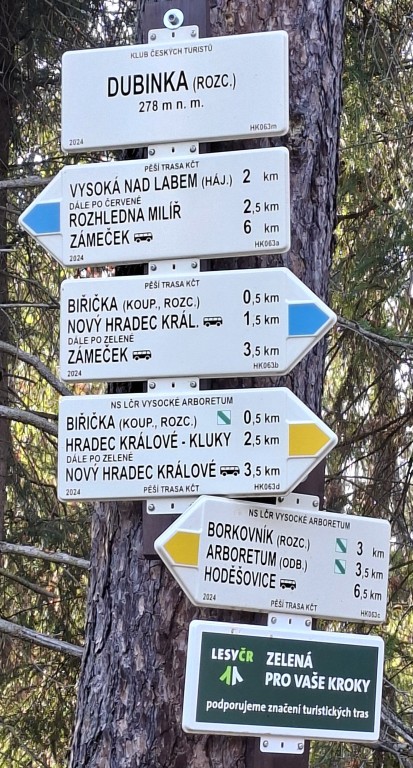 KLUB ČESKÝCH TURISTŮ
DUBINKA (ROZC.)
278 m n. m.
2024 HK063m
PĚŠÍ TRASA KČT
VYSOKÁ NAD LABEM (HÁJ.) 2 km
DÁLE PO ČERVENÉ
ROZHLEDNA MILÍŘ 2,5 km
ZÁMEČEK 6 km
2024 HK063a
PĚŠÍ TRASA KČT
BIŘIČKA (KOUP., ROZC.) 0,5 km
NOVÝ HRADEC KRÁL. 1,5 km
DÁLE PO ZELENÉ
ZÁMEČEK 3,5 km
2024 HK063b
NS LČR VYSOCKÉ ARBORETUM
BIŘIČKA (KOUP., ROZC.) 0,5 km
HRADEC KRÁLOVÉ - KLUKY 2,5 km
DÁLE PO ZELENÉ
NOVÝ HRADEC KRÁLOVÉ 3,5 km
2024 PĚŠÍ TRASA KČT HK063d
NS LČR VYSOCKÉ ARBORETUM
BORKOVNÍK (ROZC.) 3 km
ARBORETUM (ODB.) 3,5 km
HODĚŠOVICE 6,5 km
2024 PĚŠÍ TRASA KČT HK063c
LESYČR ZELENÁ
PRO VAŠE KROKY
podporujeme značení turistických tras